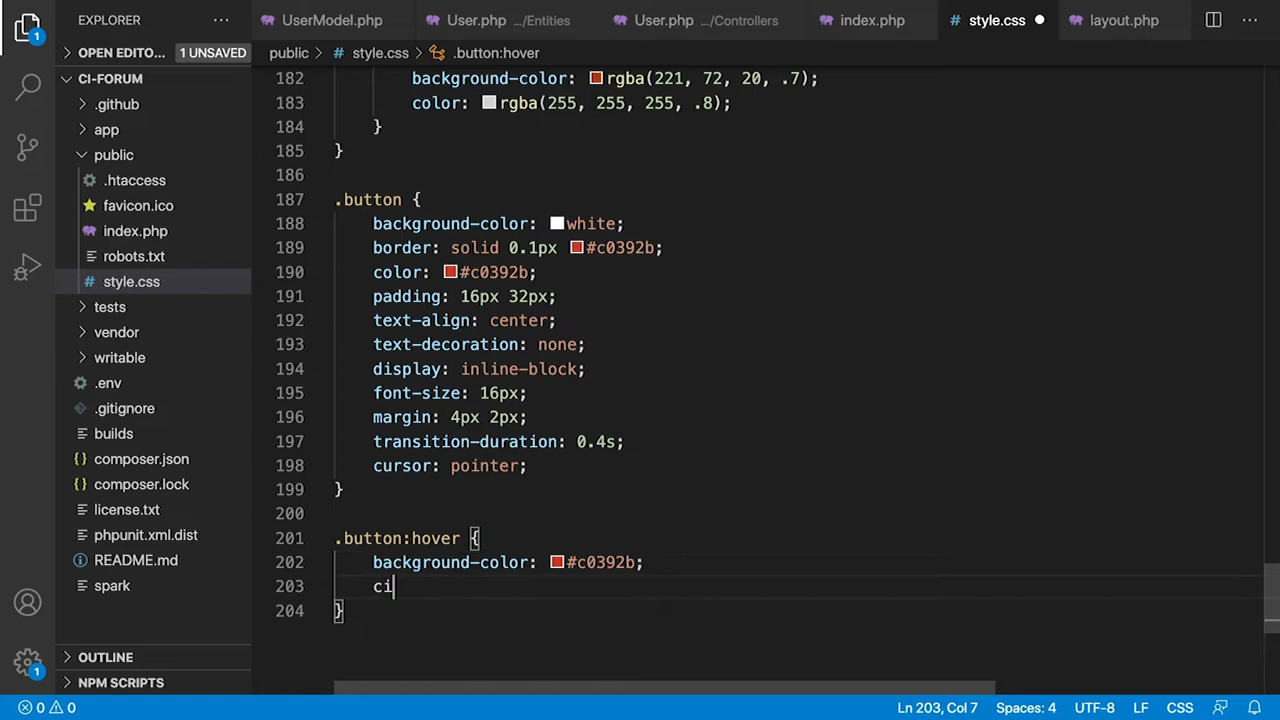 EXPLORER ...
UserModel.php
User.php .../Entities
User.php .../Controllers
index.php
style.css
layout.php
OPEN EDITO... 1 UNSAVED
public > style.css > .button:hover
CI-FORUM
.github
app
public
.htaccess
favicon.ico
index.php
robots.txt
style.css
tests
vendor
writable
.env
.gitignore
builds
composer.json
composer.lock
license.txt
phpunit.xml.dist
README.md
spark
OUTLINE
NPM SCRIPTS
1
1
182 background-color: rgba(221, 72, 20, .7);
183 color: rgba(255, 255, 255, .8);
184 }
185 }
186
187 .button {
188 background-color: white;
189 border: solid 0.1px #c0392b;
190 color: #c0392b;
191 padding: 16px 32px;
192 text-align: center;
193 text-decoration: none;
194 display: inline-block;
195 font-size: 16px;
196 margin: 4px 2px;
197 transition-duration: 0.4s;
198 cursor: pointer;
199 }
200
201 .button:hover {
202 background-color: #c0392b;
203 ci
204 }
0 0 Ln 203, Col 7 Spaces: 4 UTF-8 LF CSS